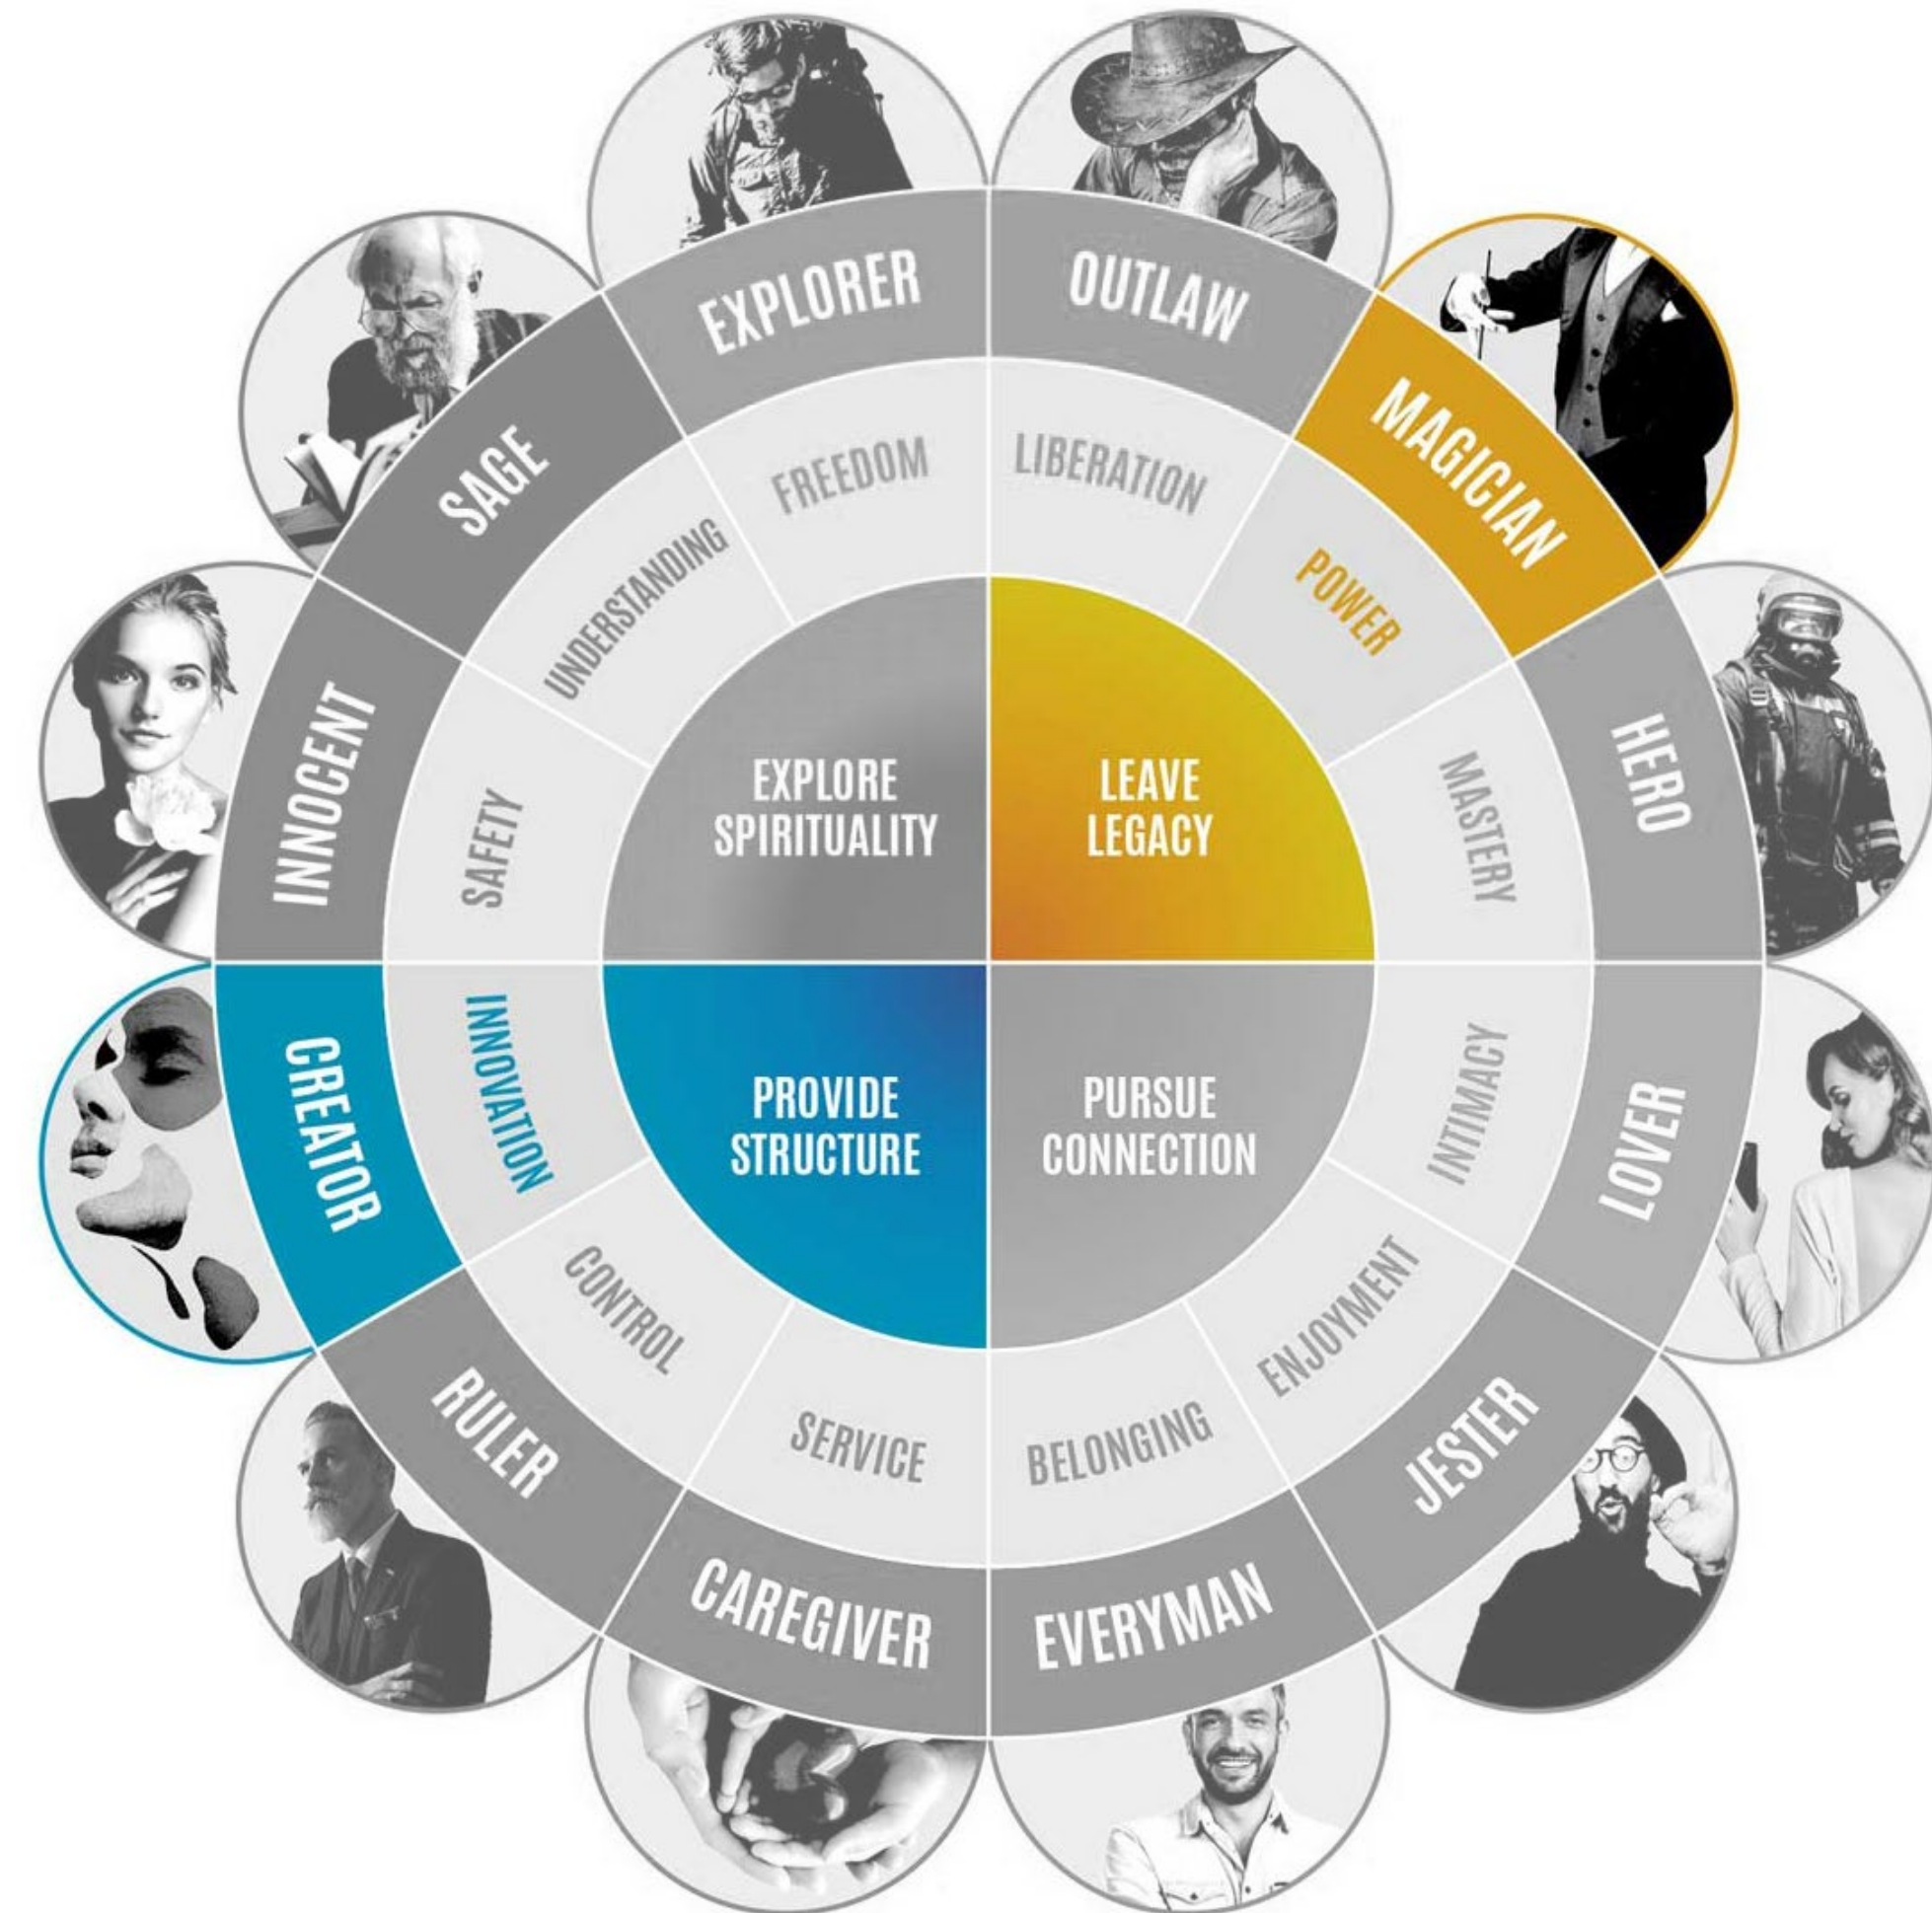 EXPLORER
OUTLAW
MAGICIAN
HERO
LOVER
JESTER
EVERYMAN
CAREGIVER
RULER
CREATOR
INNOCENT
SAGE
FREEDOM
LIBERATION
POWER
MASTERY
INTIMACY
ENJOYMENT
BELONGING
SERVICE
CONTROL
INNOVATION
SAFETY
UNDERSTANDING
EXPLORE
SPIRITUALITY
LEAVE
LEGACY
PROVIDE
STRUCTURE
PURSUE
CONNECTION